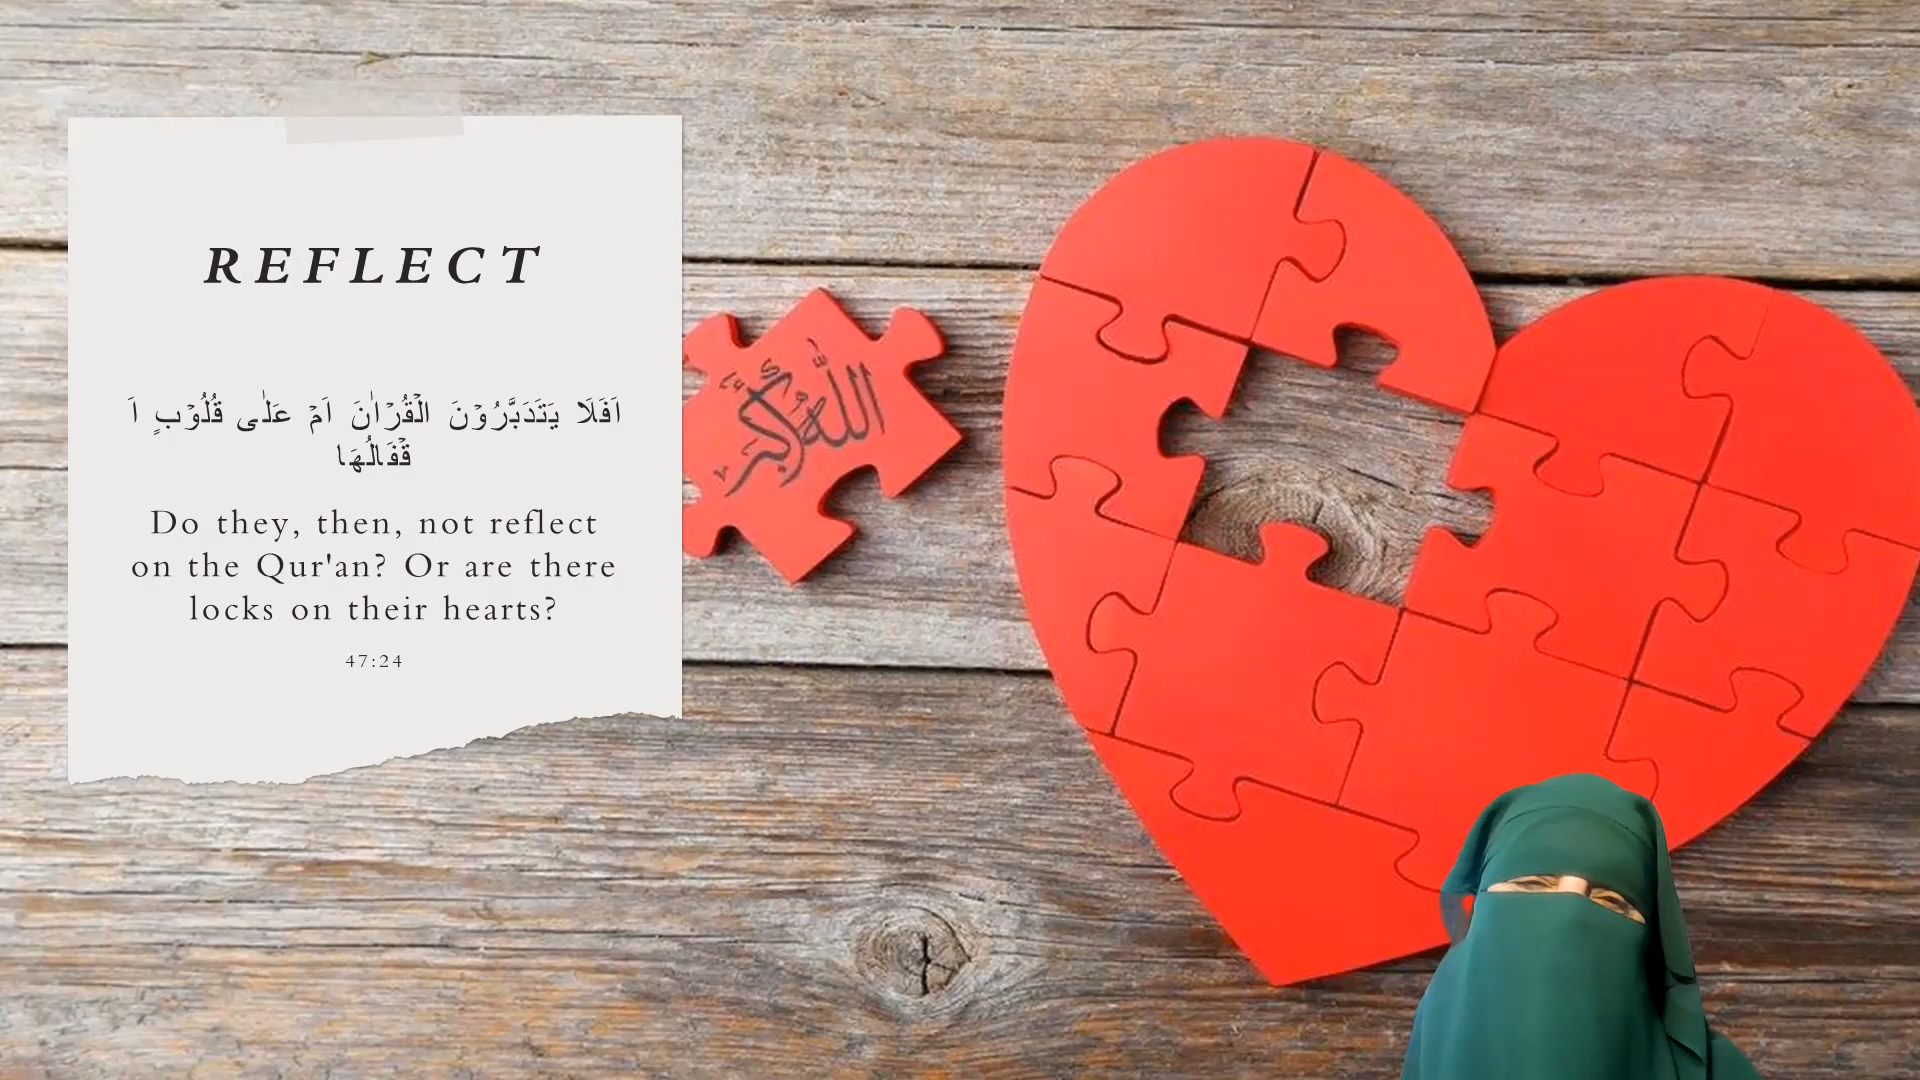 REFLECT
اَفَلَا يَتَدَبَّرُوۡنَ الۡقُرۡاٰنَ اَمۡ عَلٰى قُلُوۡبٍ اَ
قۡفَالُهَا
Do they, then, not reflect
on the Qur'an? Or are there
locks on their hearts?
47:24
الله أكبر